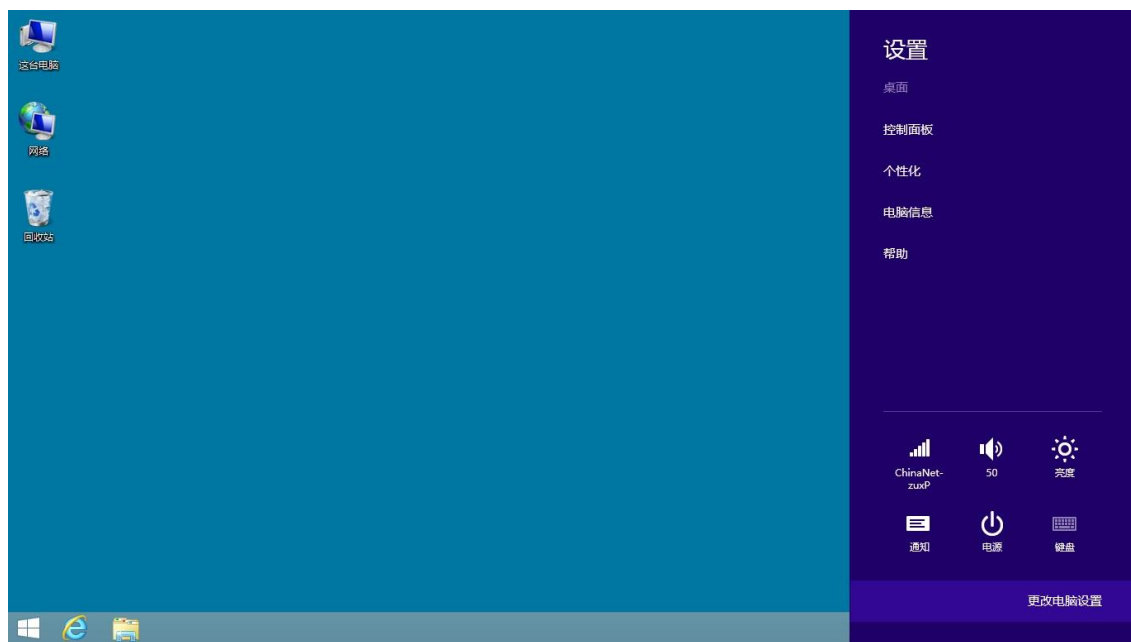 这台电脑
网络
回收站
设置
桌面
控制面板
个性化
电脑信息
帮助
ChinaNet-
zuxP
50
亮度
通知
电源
键盘
更改电脑设置